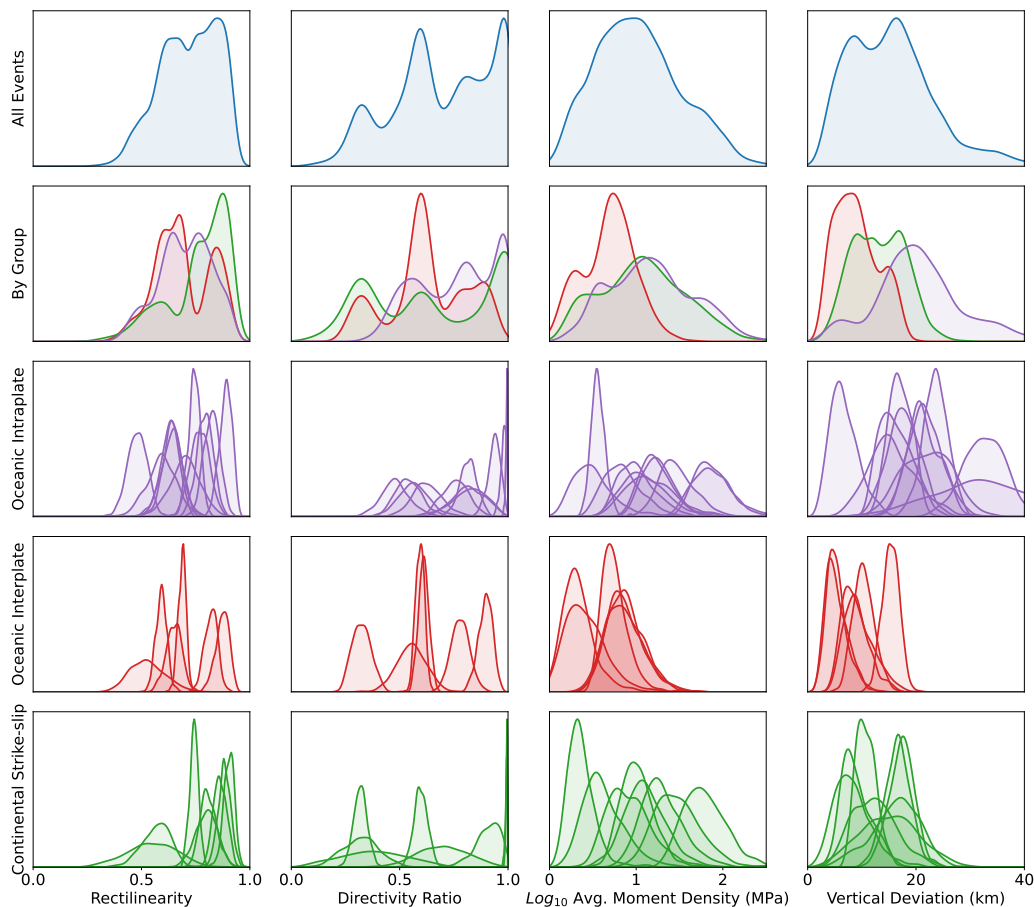 All Events
By Group
Oceanic Intraplate
Oceanic Interplate
Continental Strike-slip
0.0 0.5 1.0
0.0 0.5 1.0
0 1 2
0 20 40
Rectilinearity
Directivity Ratio
Log₁₀ Avg. Moment Density (MPa)
Vertical Deviation (km)